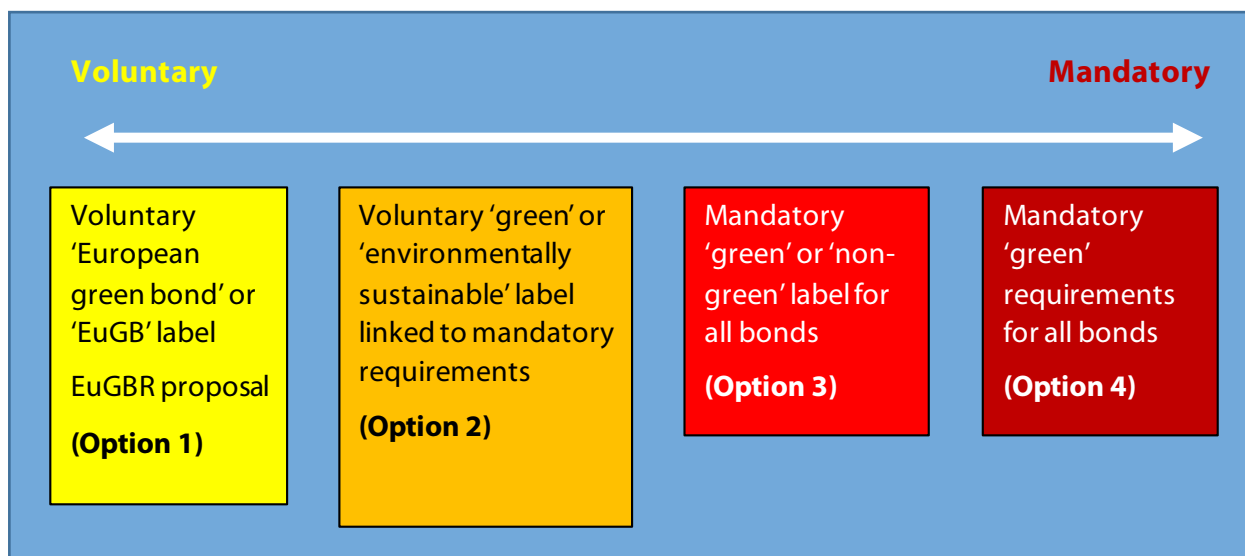 Voluntary
Mandatory
Voluntary
‘European
green bond’ or
‘EuGB’ label
EuGBR proposal
(Option 1)
Voluntary ‘green’ or
‘environmentally
sustainable’ label
linked to mandatory
requirements
(Option 2)
Mandatory
‘green’ or ‘non-
green’ label for
all bonds
(Option 3)
Mandatory
‘green’
requirements
for all bonds
(Option 4)